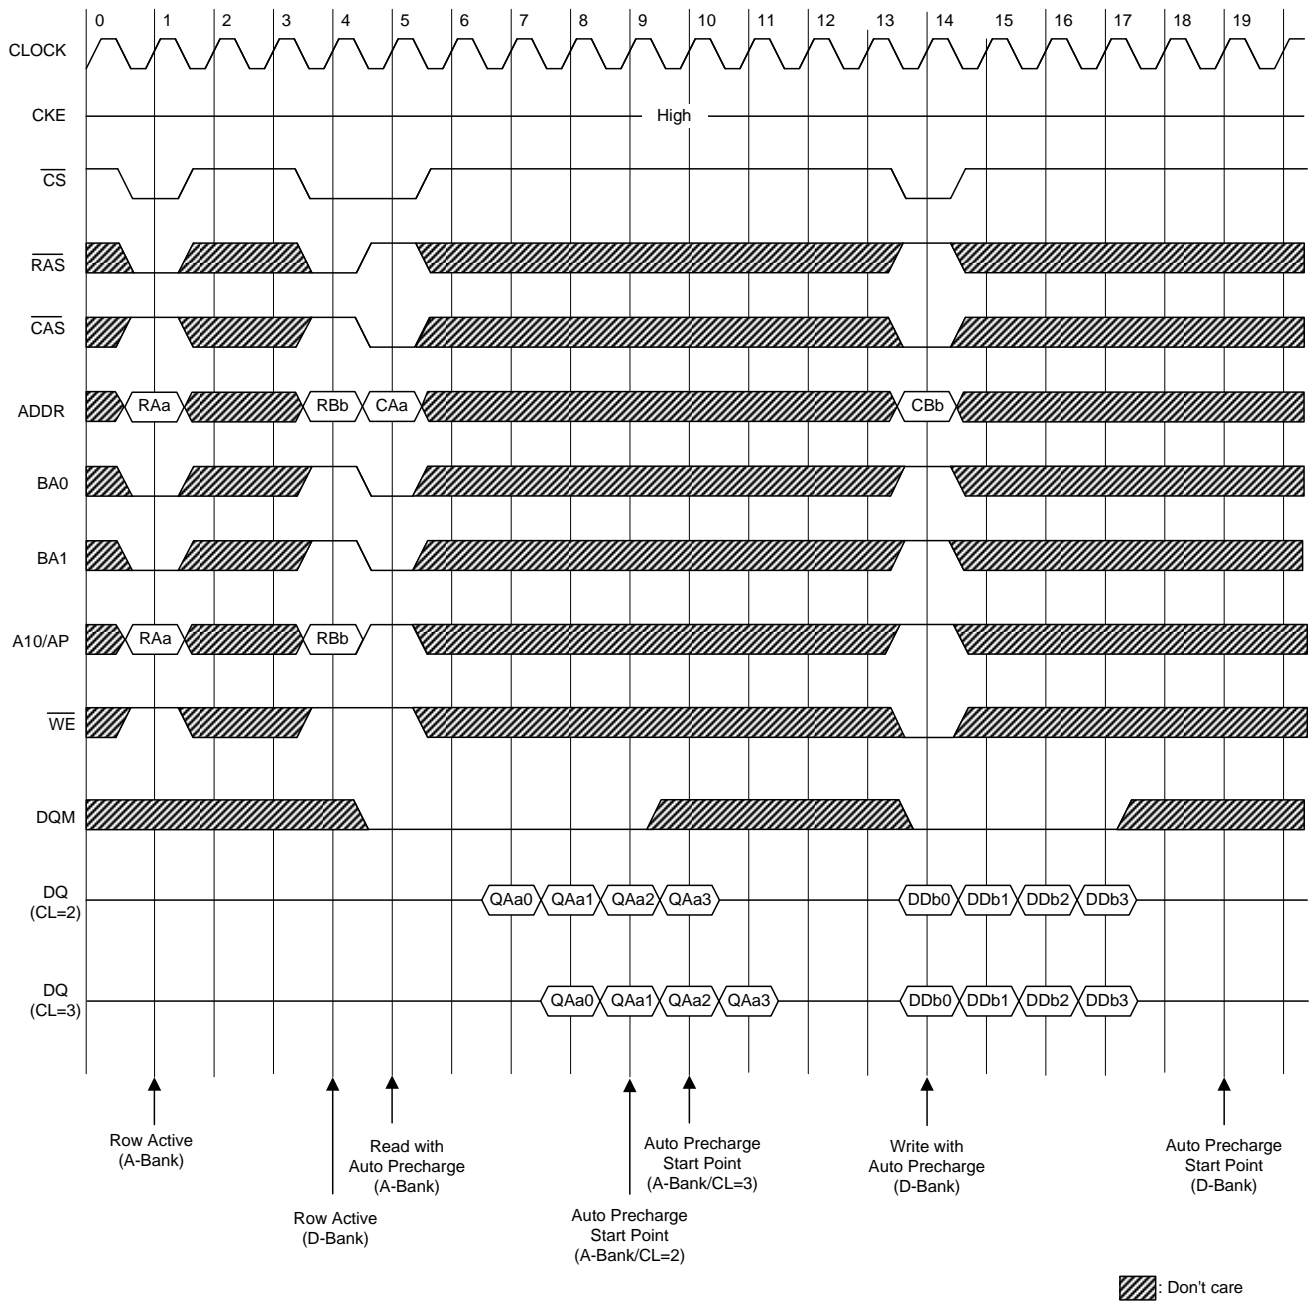 0 1 2 3 4 5 6 7 8 9 10 11 12 13 14 15 16 17 18 19
CLOCK
CKE
High
CS
RAS
CAS
ADDR
RAa RBb CAa CBb
BA0
BA1
A10/AP
RAa RBb
WE
DQM
DQ
(CL=2)
QAa0 QAa1 QAa2 QAa3 DDb0 DDb1 DDb2 DDb3
DQ
(CL=3)
QAa0 QAa1 QAa2 QAa3 DDb0 DDb1 DDb2 DDb3
Row Active
(A-Bank)
Row Active
(D-Bank)
Read with
Auto Precharge
(A-Bank)
Auto Precharge
Start Point
(A-Bank/CL=2)
Auto Precharge
Start Point
(A-Bank/CL=3)
Write with
Auto Precharge
(D-Bank)
Auto Precharge
Start Point
(D-Bank)
: Don't care